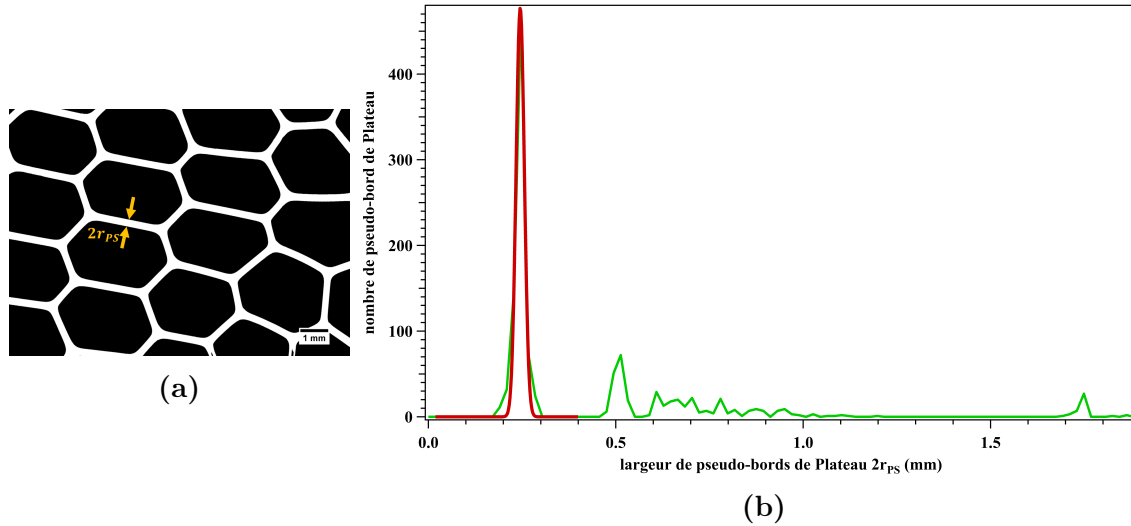 2r_PS
1 mm
(a)
nombre de pseudo-bord de Plateau
400
300
200
100
0
0.0 0.5 1.0 1.5
largeur de pseudo-bords de Plateau 2r_PS (mm)
(b)